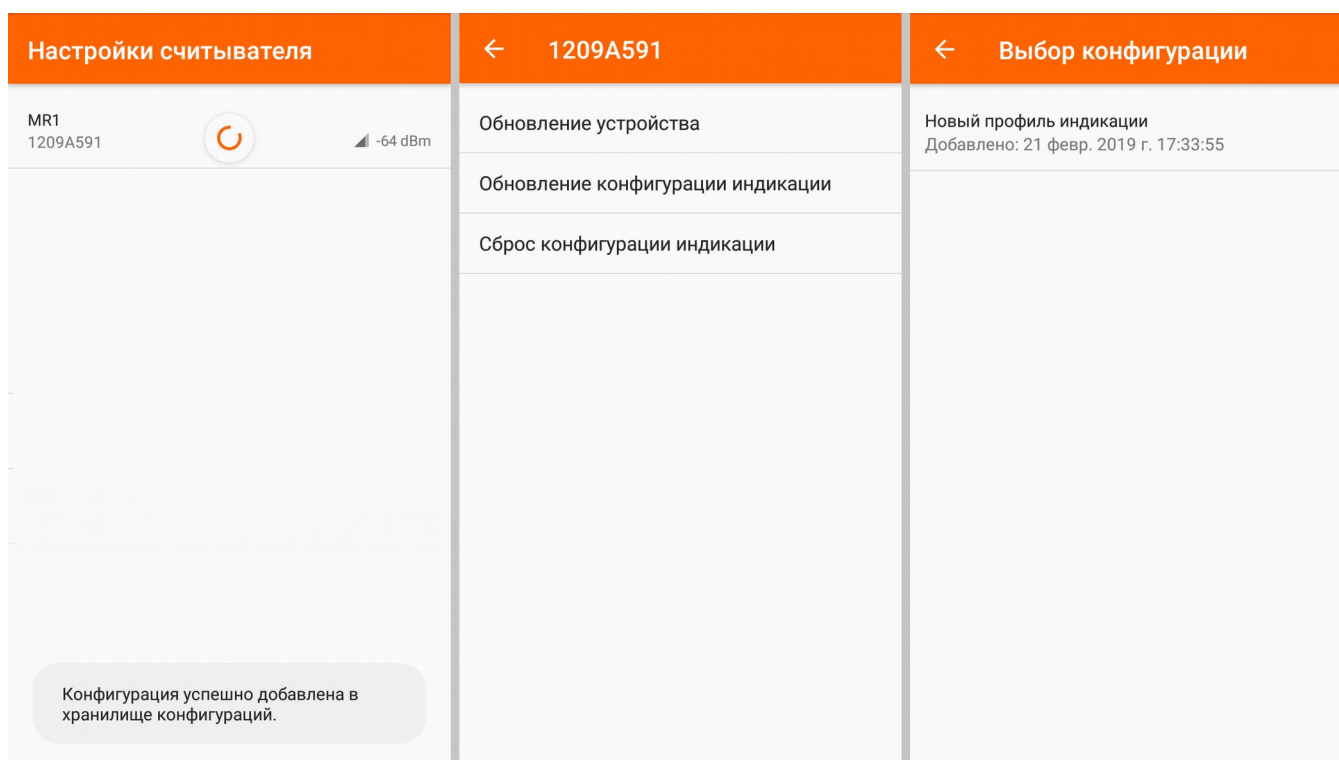 Настройки считывателя
MR1
1209A591
-64 dBm
Конфигурация успешно добавлена в
хранилище конфигураций.
1209A591
Обновление устройства
Обновление конфигурации индикации
Сброс конфигурации индикации
Выбор конфигурации
Новый профиль индикации
Добавлено: 21 февр. 2019 г. 17:33:55